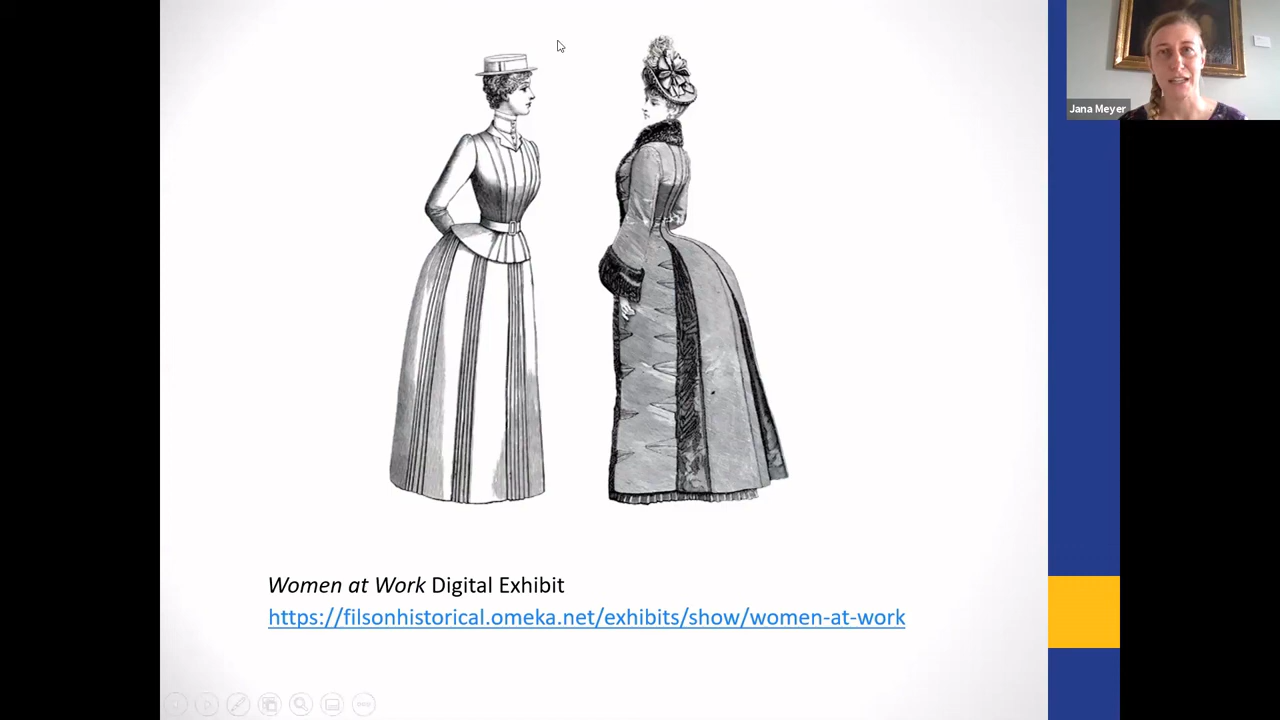 Jana Meyer
Women at Work Digital Exhibit
https://filsonhistorical.omeka.net/exhibits/show/women-at-work